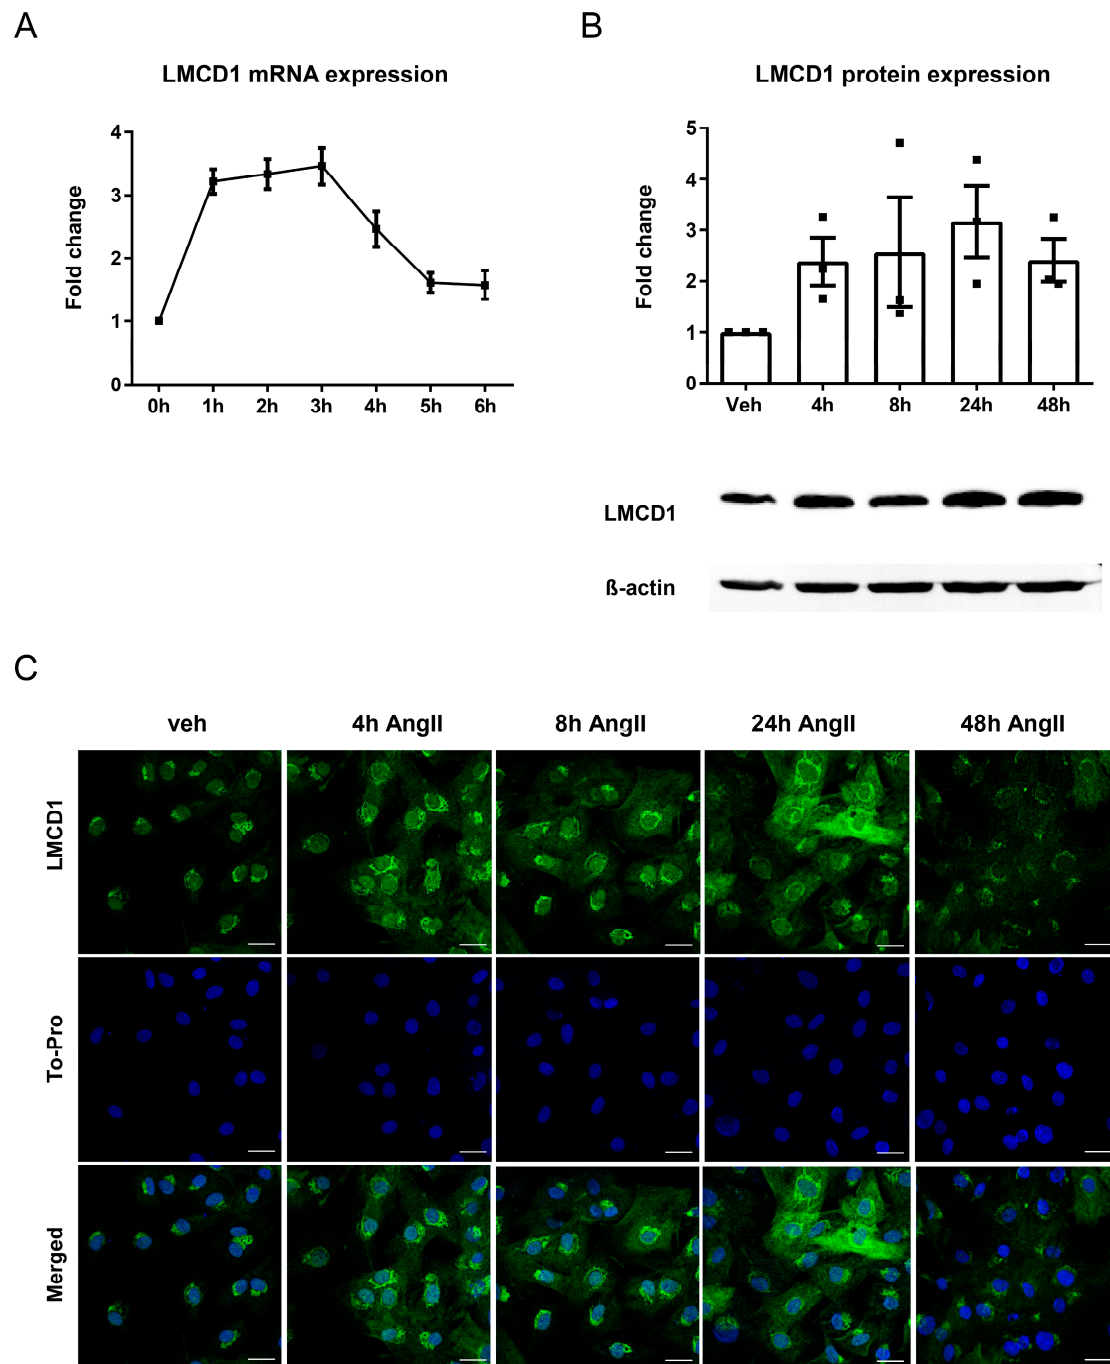 A
B
LMCD1 mRNA expression
LMCD1 protein expression
Fold change
4
3
2
1
0
0h 1h 2h 3h 4h 5h 6h
Fold change
5
4
3
2
1
0
Veh 4h 8h 24h 48h
LMCD1
ß-actin
C
veh 4h AngII 8h AngII 24h AngII 48h AngII
LMCD1
To-Pro
Merged